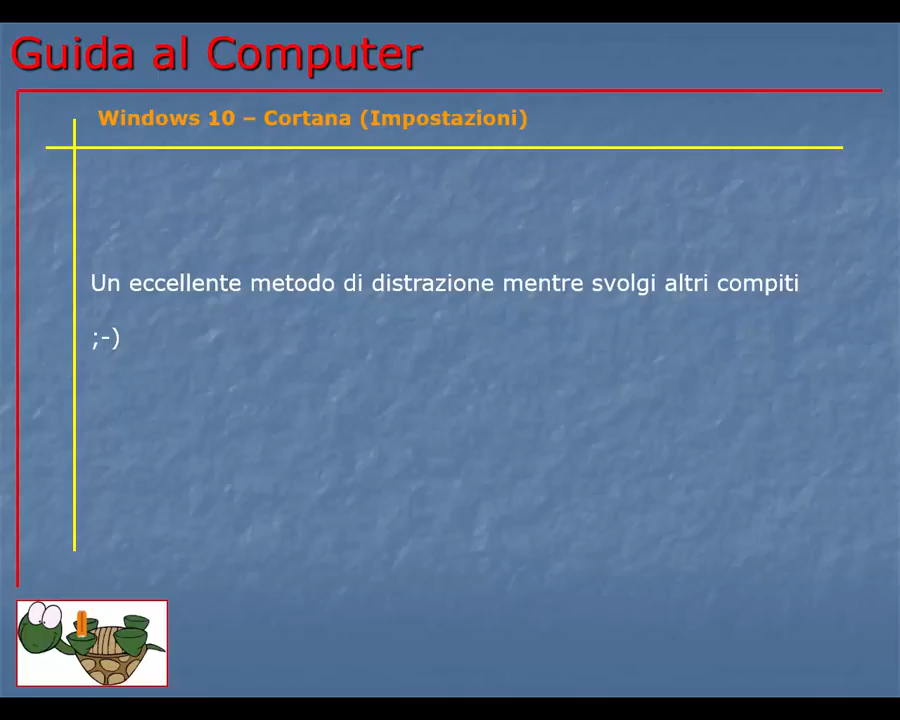 Guida al Computer
Windows 10 – Cortana (Impostazioni)
Un eccellente metodo di distrazione mentre svolgi altri compiti
;-)